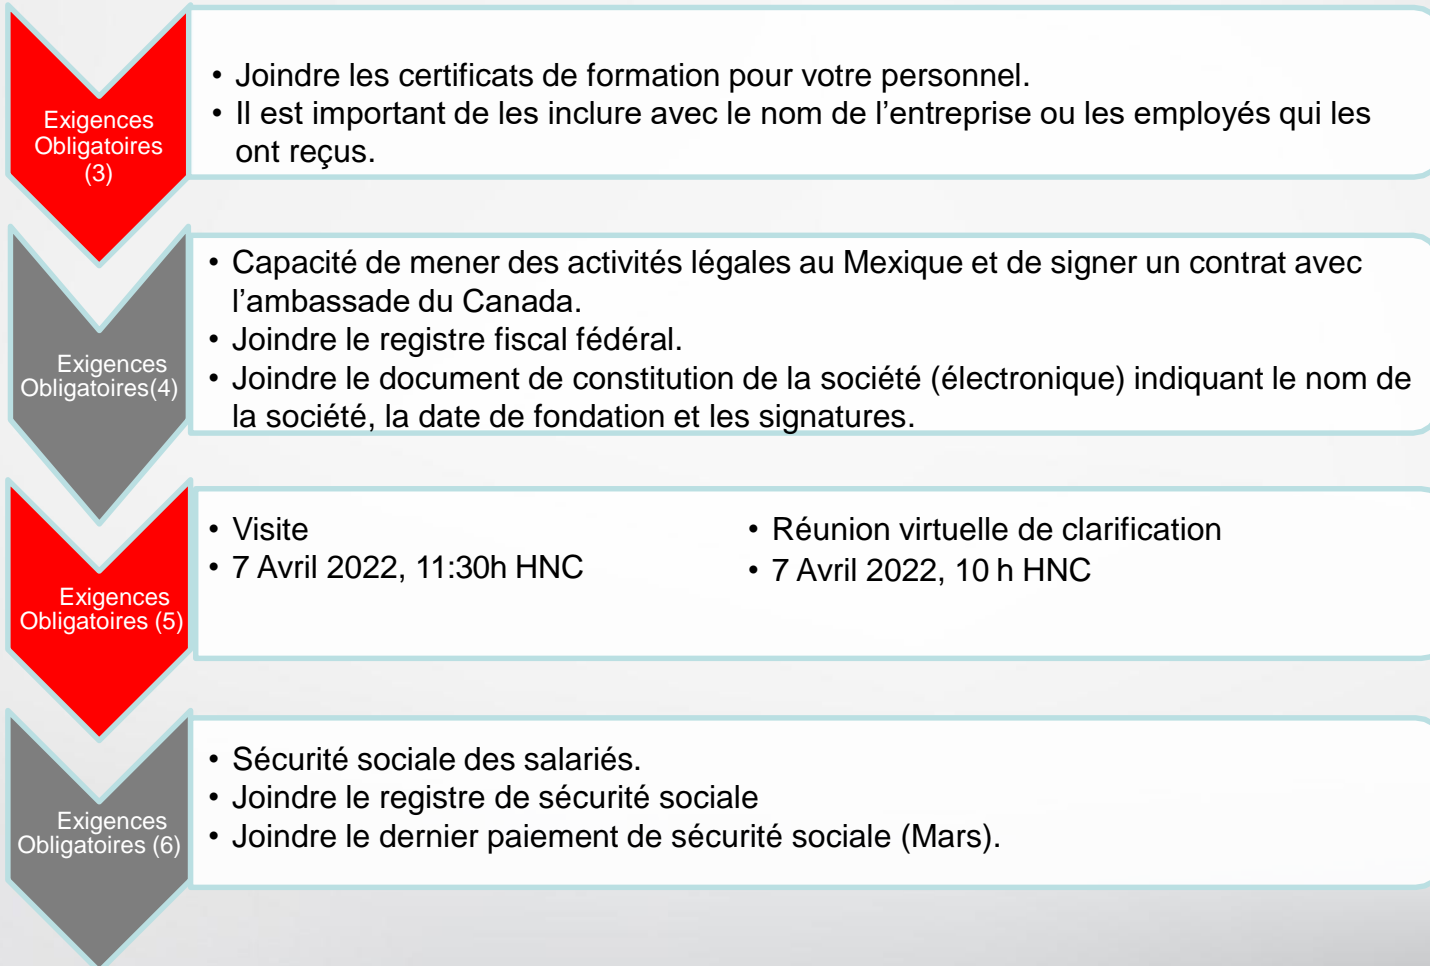 Exigences
Obligatoires
(3)
• Joindre les certificats de formation pour votre personnel.
• Il est important de les inclure avec le nom de l’entreprise ou les employés qui les
ont reçus.
Exigences
Obligatoires(4)
• Capacité de mener des activités légales au Mexique et de signer un contrat avec
l’ambassade du Canada.
• Joindre le registre fiscal fédéral.
• Joindre le document de constitution de la société (électronique) indiquant le nom de
la société, la date de fondation et les signatures.
Exigences
Obligatoires (5)
• Visite
• 7 Avril 2022, 11:30h HNC
• Réunion virtuelle de clarification
• 7 Avril 2022, 10 h HNC
Exigences
Obligatoires (6)
• Sécurité sociale des salariés.
• Joindre le registre de sécurité sociale
• Joindre le dernier paiement de sécurité sociale (Mars).